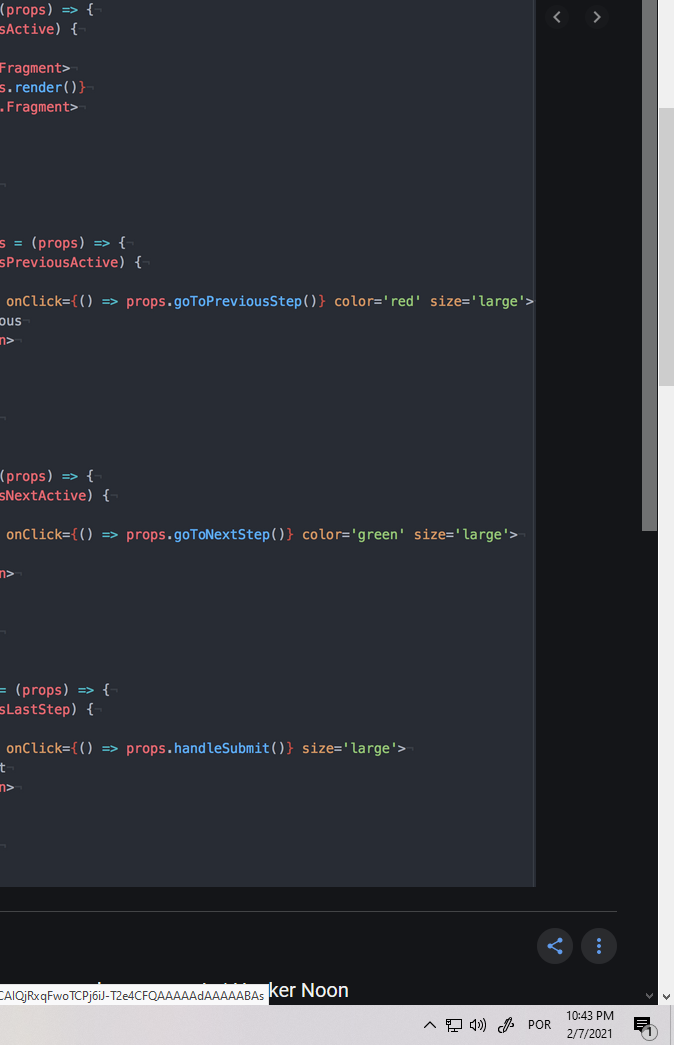 (props) => {¬
sActive) {¬
Fragment>¬
s.render()}¬
.Fragment>¬
¬
s = (props) => {¬
sPreviousActive) {¬
onClick={() => props.goToPreviousStep()} color='red' size='large'>
ous¬
n>¬
¬
(props) => {¬
sNextActive) {¬
onClick={() => props.goToNextStep()} color='green' size='large'>¬
n>¬
¬
= (props) => {¬
sLastStep) {¬
onClick={() => props.handleSubmit()} size='large'>¬
t¬
n>¬
¬
ker Noon
CAIQjRxqFwoTCPj6iJ-T2e4CFQAAAAAdAAAAABAs
POR
10:43 PM
2/7/2021
1